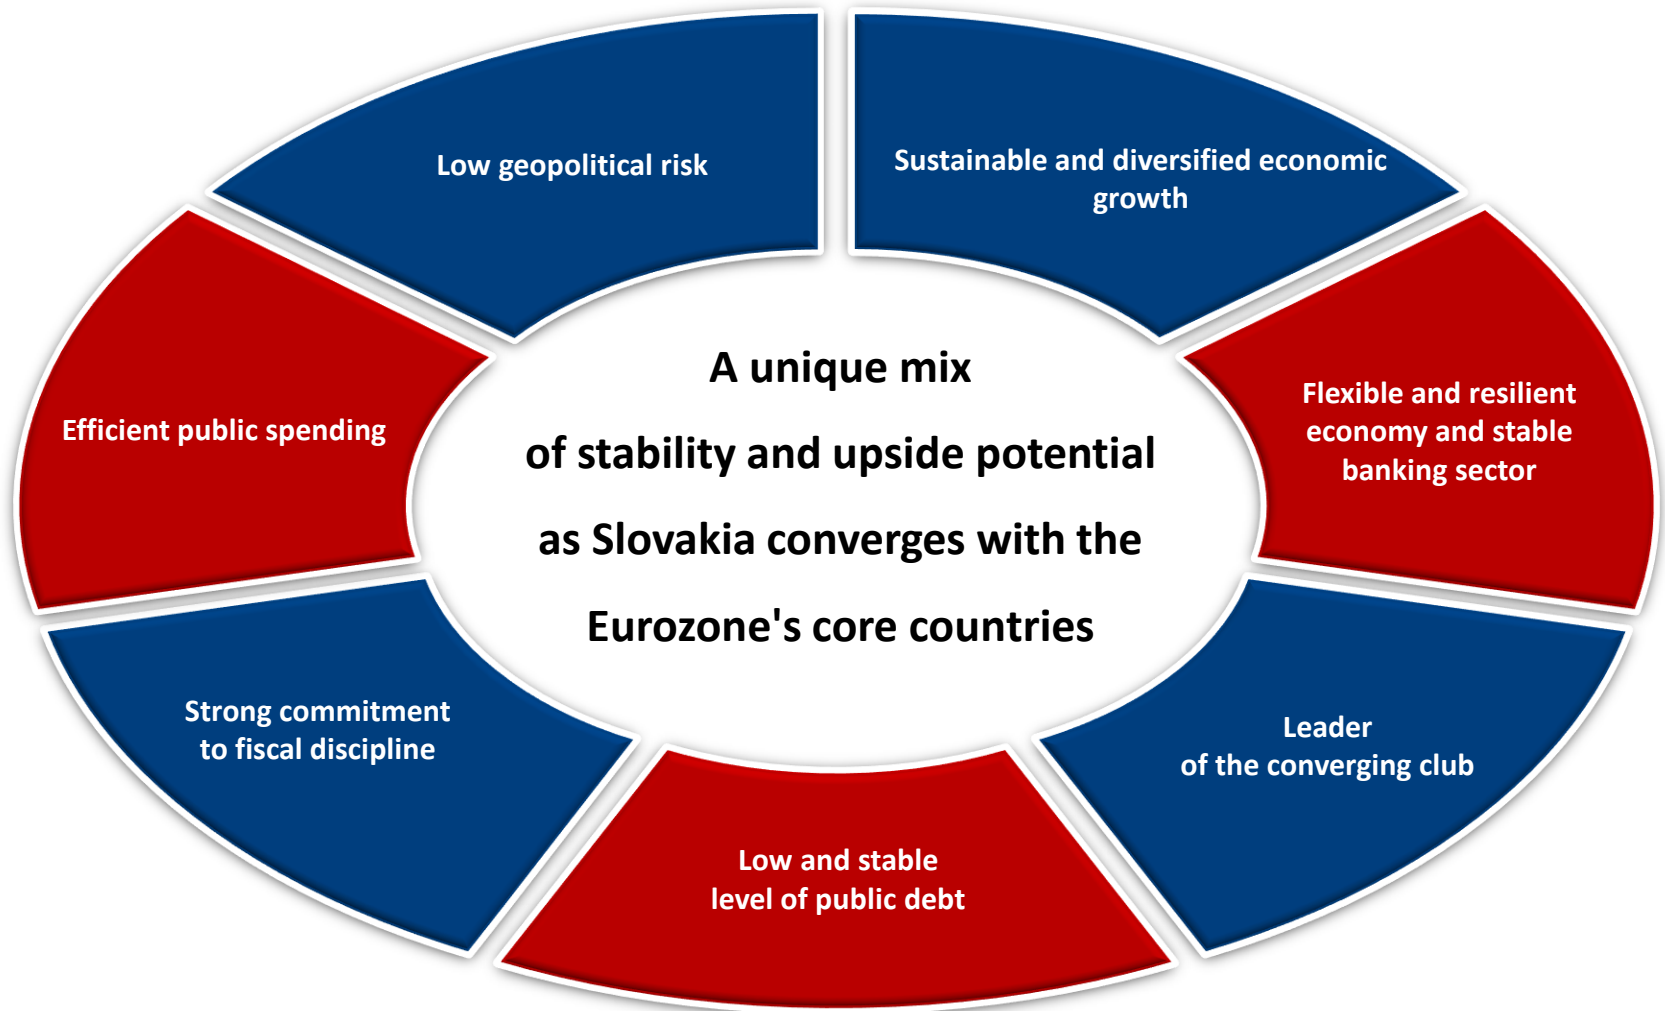 Low geopolitical risk
Sustainable and diversified economic
growth
Flexible and resilient
economy and stable
banking sector
Leader
of the converging club
Low and stable
level of public debt
Strong commitment
to fiscal discipline
Efficient public spending
A unique mix
of stability and upside potential
as Slovakia converges with the
Eurozone's core countries